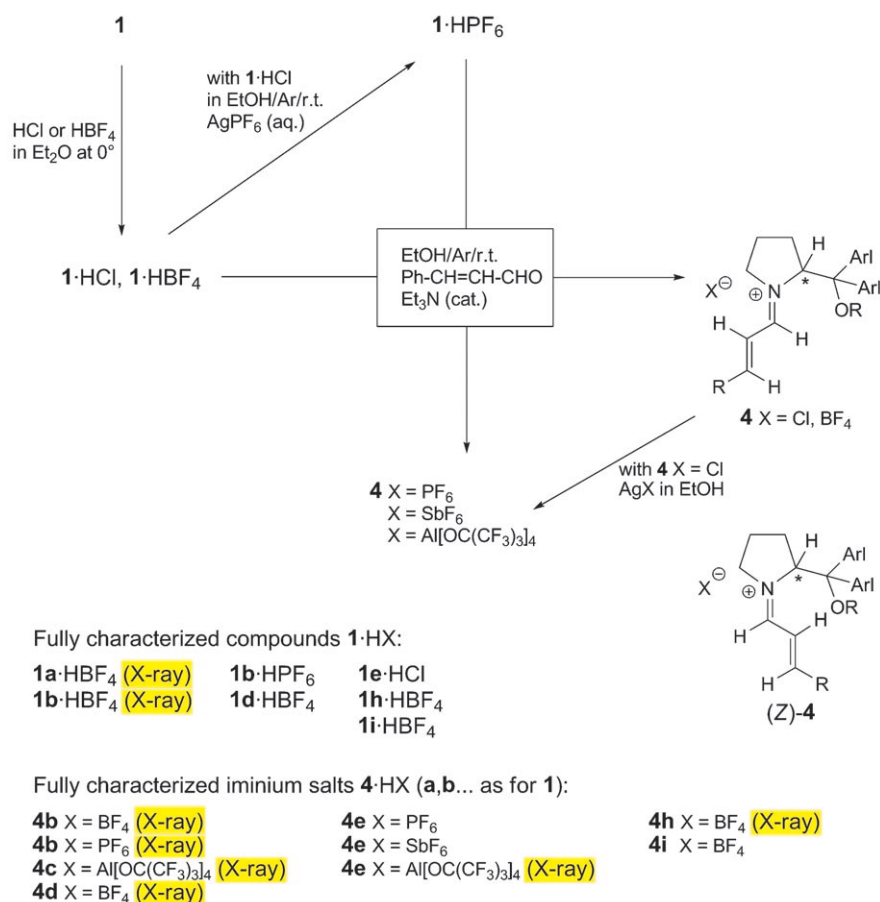 1
1·HPF₆
with 1·HCl
in EtOH/Ar/r.t.
AgPF₆ (aq.)
HCl or HBF₄
in Et₂O at 0°
1·HCl, 1·HBF₄
EtOH/Ar/r.t.
Ph-CH=CH-CHO
Et₃N (cat.)
H
Arl
Arl
X⊖
⊕
N
*
OR
H
H
R
H
4 X = Cl, BF₄
with 4 X = Cl
AgX in EtOH
4 X = PF₆
X = SbF₆
X = Al[OC(CF₃)₃]₄
H
Arl
Arl
X⊖
⊕
N
*
OR
H
H
H
R
(Z)-4
Fully characterized compounds 1·HX:
1a·HBF₄ (X-ray) 1b·HPF₆ 1e·HCl
1b·HBF₄ (X-ray) 1d·HBF₄ 1h·HBF₄
1i·HBF₄
Fully characterized iminium salts 4·HX (a,b... as for 1):
4b X = BF₄ (X-ray) 4e X = PF₆ 4h X = BF₄ (X-ray)
4b X = PF₆ (X-ray) 4e X = SbF₆ 4i X = BF₄
4c X = Al[OC(CF₃)₃]₄ (X-ray) 4e X = Al[OC(CF₃)₃]₄ (X-ray)
4d X = BF₄ (X-ray)